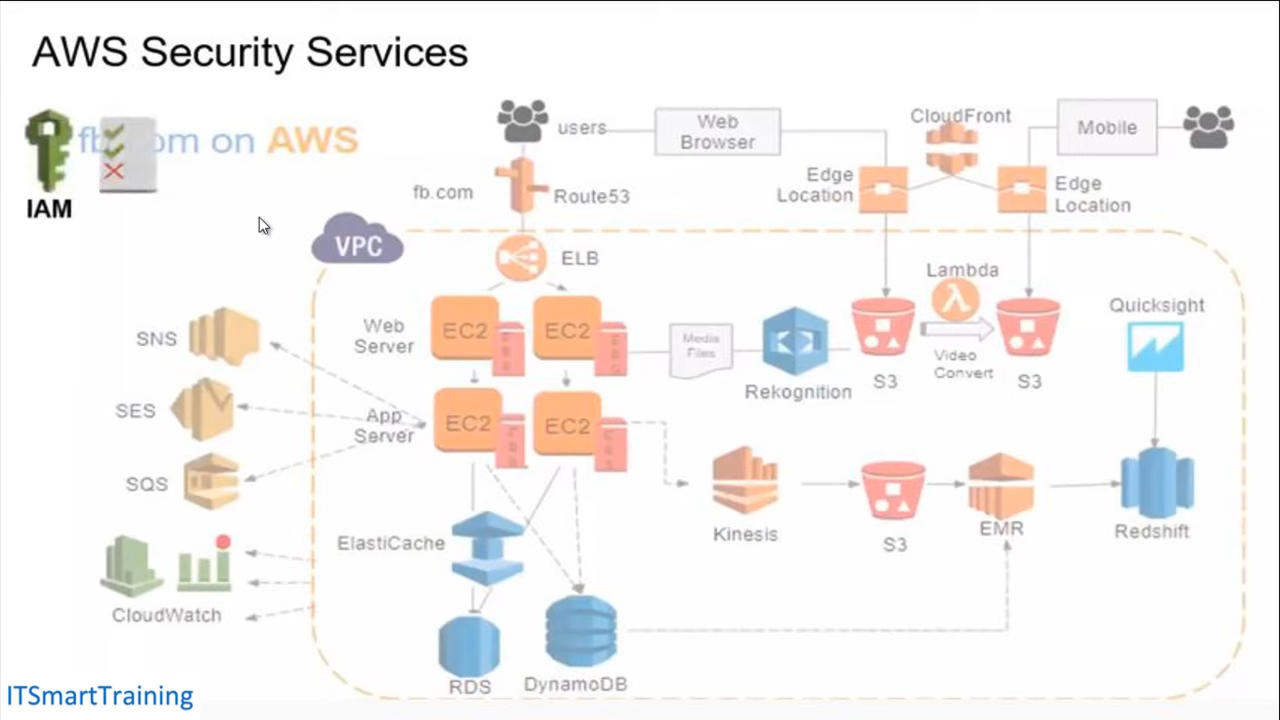 AWS Security Services
fb.com on AWS
IAM
users
Web
Browser
CloudFront
Mobile
fb.com
Route53
Edge
Location
Edge
Location
VPC
ELB
Lambda
Quicksight
SNS
Web
Server
EC2
EC2
Media
Files
Rekognition
S3
Video
Convert
S3
SES
App
Server
EC2
EC2
SQS
Kinesis
S3
EMR
Redshift
ElastiCache
CloudWatch
RDS
DynamoDB
ITSmartTraining